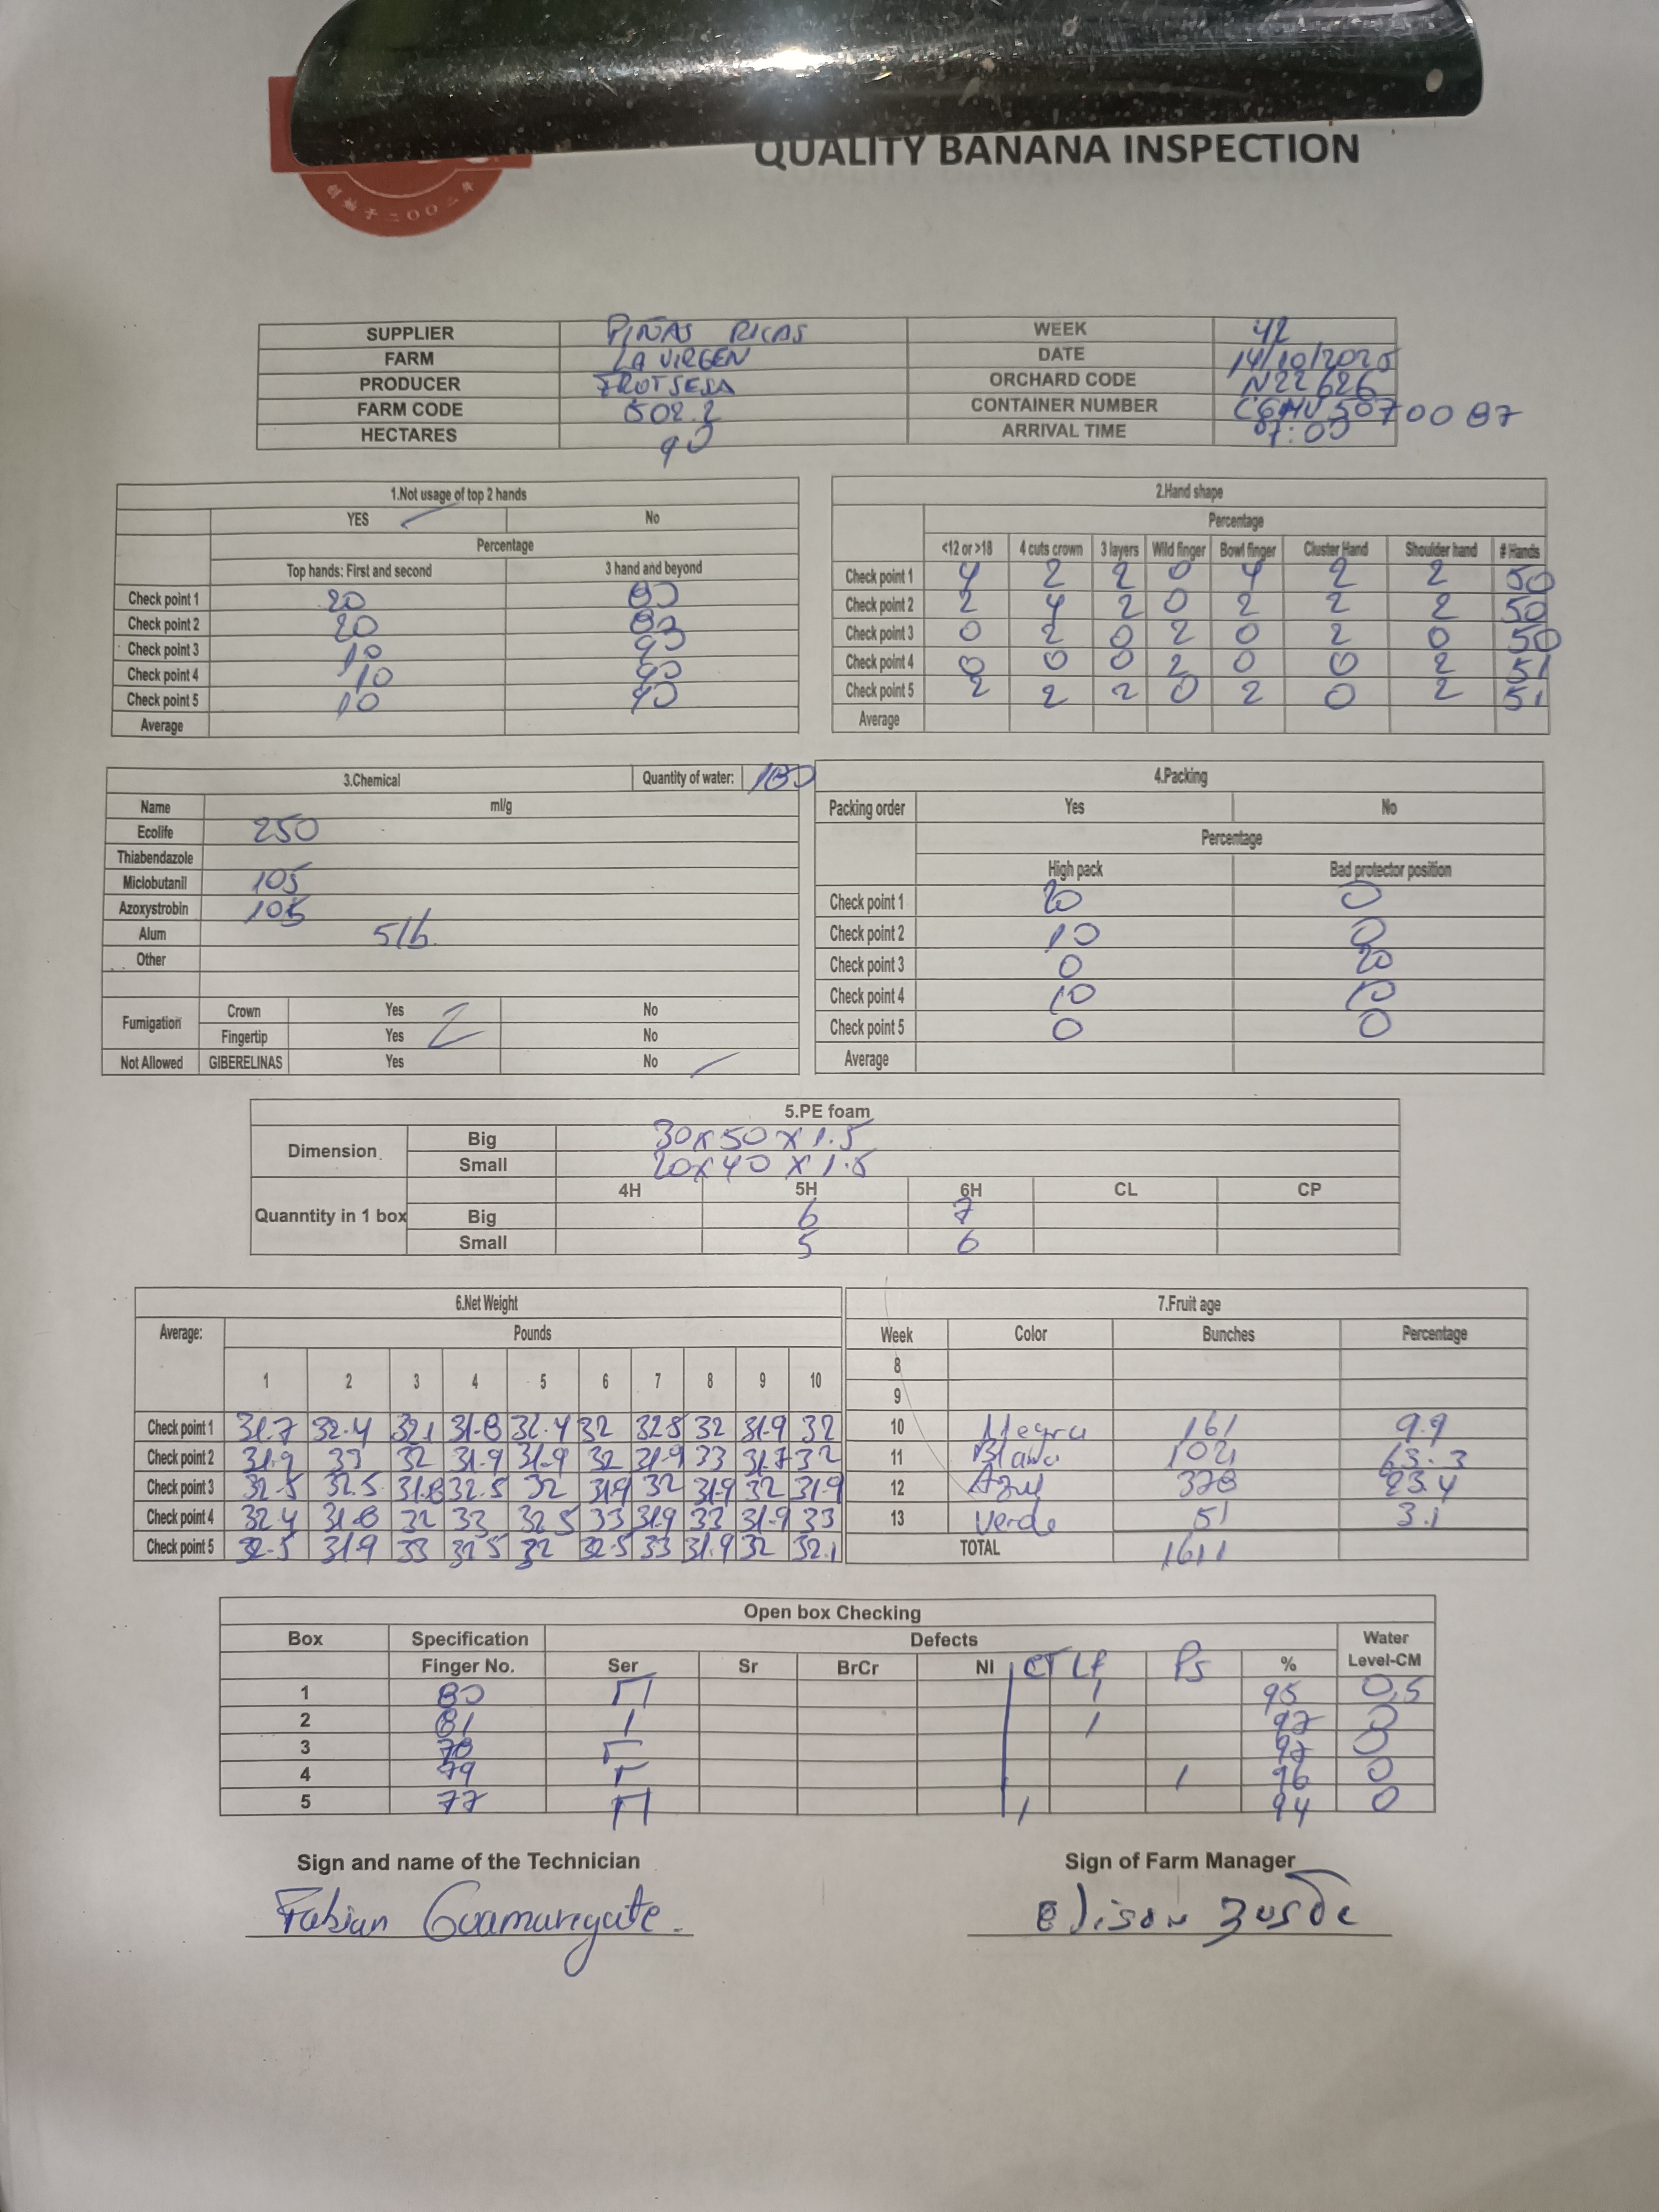 创始于二〇〇二年
QUALITY BANANA INSPECTION
SUPPLIER PIÑAS RICAS WEEK 42
FARM LA VIRGEN DATE 14/10/2025
PRODUCER FRUTSESA ORCHARD CODE N22626
FARM CODE 502.2 CONTAINER NUMBER 5070087
HECTARES 90 ARRIVAL TIME 07:00
1.Not usage of top 2 hands
YES No
Percentage
Top hands: First and second 3 hand and beyond
Check point 1 20 80
Check point 2 20 80
Check point 3 10 90
Check point 4 10 90
Check point 5 10 90
Average
2.Hand shape
Percentage
<12 or >18 4 cuts crown 3 layers Wild finger Bowl finger Cluster Hand Shoulder hand # Hands
Check point 1 4 2 2 0 4 2 2 50
Check point 2 2 4 2 0 2 2 2 50
Check point 3 0 2 0 2 0 2 0 50
Check point 4 0 0 0 2 0 0 2 51
Check point 5 2 2 2 0 2 0 2 51
Average
3.Chemical Quantity of water: 180
Name ml/g
Ecolife 250
Thiabendazole
Miclobutanil 105
Azoxystrobin 105
Alum 5lb.
Other
Fumigation Crown Yes No
Fingertip Yes No
Not Allowed GIBERELINAS Yes No
4.Packing
Packing order Yes No
Percentage
High pack Bad protector position
Check point 1 20 0
Check point 2 10 0
Check point 3 0 20
Check point 4 10 10
Check point 5 0 0
Average
5.PE foam
Dimension Big 30x50x1.5
Small 20x40x1.5
4H 5H 6H CL CP
Quanntity in 1 box Big 6 7
Small 5 6
6.Net Weight
Average: Pounds
1 2 3 4 5 6 7 8 9 10
Check point 1 31.7 32.4 32.1 31.8 32.4 32 32.5 32 31.9 32
Check point 2 31.9 33 32 31.9 31.9 32 31.9 33 31.7 32
Check point 3 32.5 32.5 31.8 32.5 32 31.9 32 31.9 32 31.9
Check point 4 32.4 31.8 32 33 32.5 33 31.9 33 31.9 33
Check point 5 32.5 31.9 33 32.5 32 32.5 33 31.9 32 32.1
7.Fruit age
Week Color Bunches Percentage
8
9
10 Negra 161 9.9
11 Blanco 1021 63.3
12 Azul 378 23.4
13 Verde 51 3.1
TOTAL 1611
Open box Checking
Box Specification Defects Water
Finger No. Ser Sr BrCr NI CT Lf Ps % Level-CM
1 80 1 95 0,5
2 81 1 1 97 0
3 78 97 0
4 79 1 96 0
5 77 1 94 0
Sign and name of the Technician Sign of Farm Manager
Fabian Guamarigate. Elison